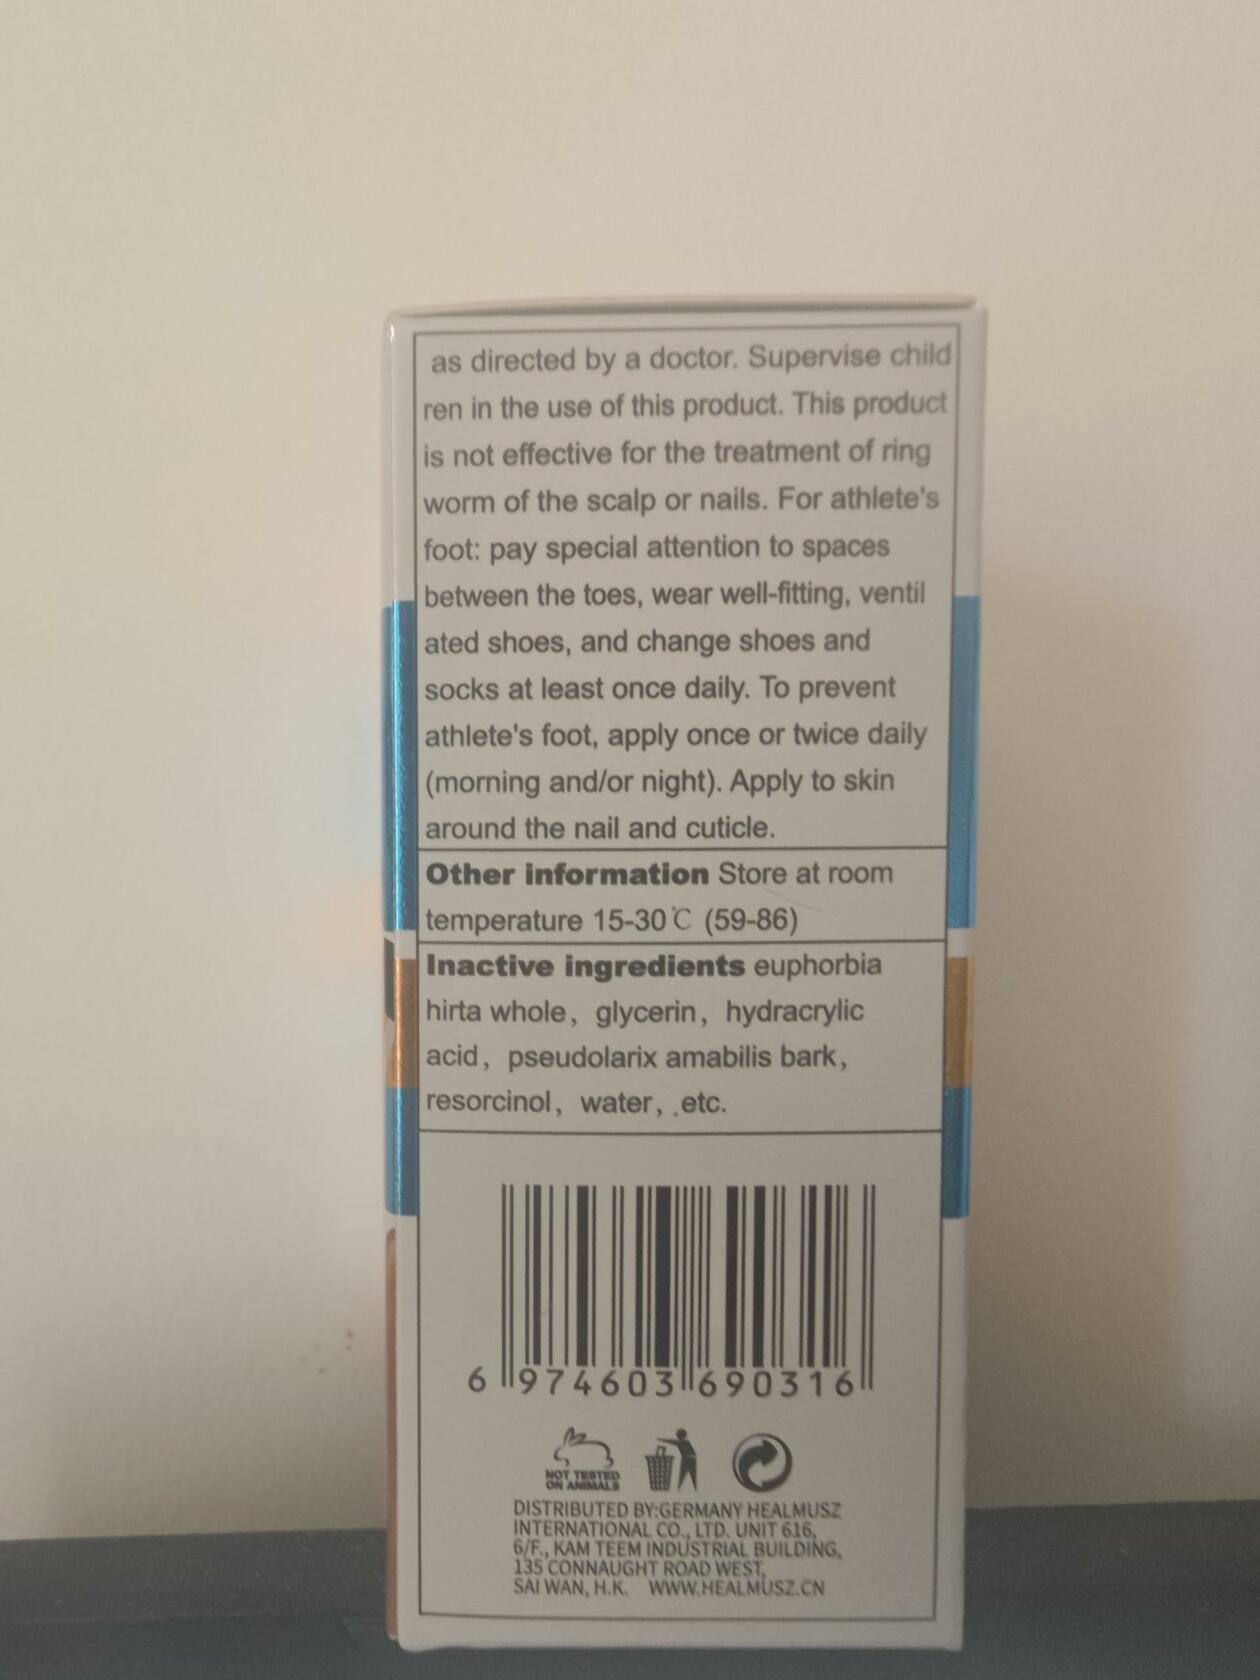 as directed by a doctor. Supervise child
ren in the use of this product. This product
is not effective for the treatment of ring
worm of the scalp or nails. For athlete's
foot: pay special attention to spaces
between the toes, wear well-fitting, ventil
ated shoes, and change shoes and
socks at least once daily. To prevent
athlete's foot, apply once or twice daily
(morning and/or night). Apply to skin
around the nail and cuticle.
Other information Store at room
temperature 15-30℃ (59-86)
Inactive ingredients euphorbia
hirta whole, glycerin, hydracrylic
acid, pseudolarix amabilis bark,
resorcinol, water, .etc.
6 974603 690316
NOT TESTED
ON ANIMALS
DISTRIBUTED BY:GERMANY HEALMUSZ
INTERNATIONAL CO., LTD. UNIT 616,
6/F., KAM TEEM INDUSTRIAL BUILDING,
135 CONNAUGHT ROAD WEST,
SAI WAN, H.K. WWW.HEALMUSZ.CN